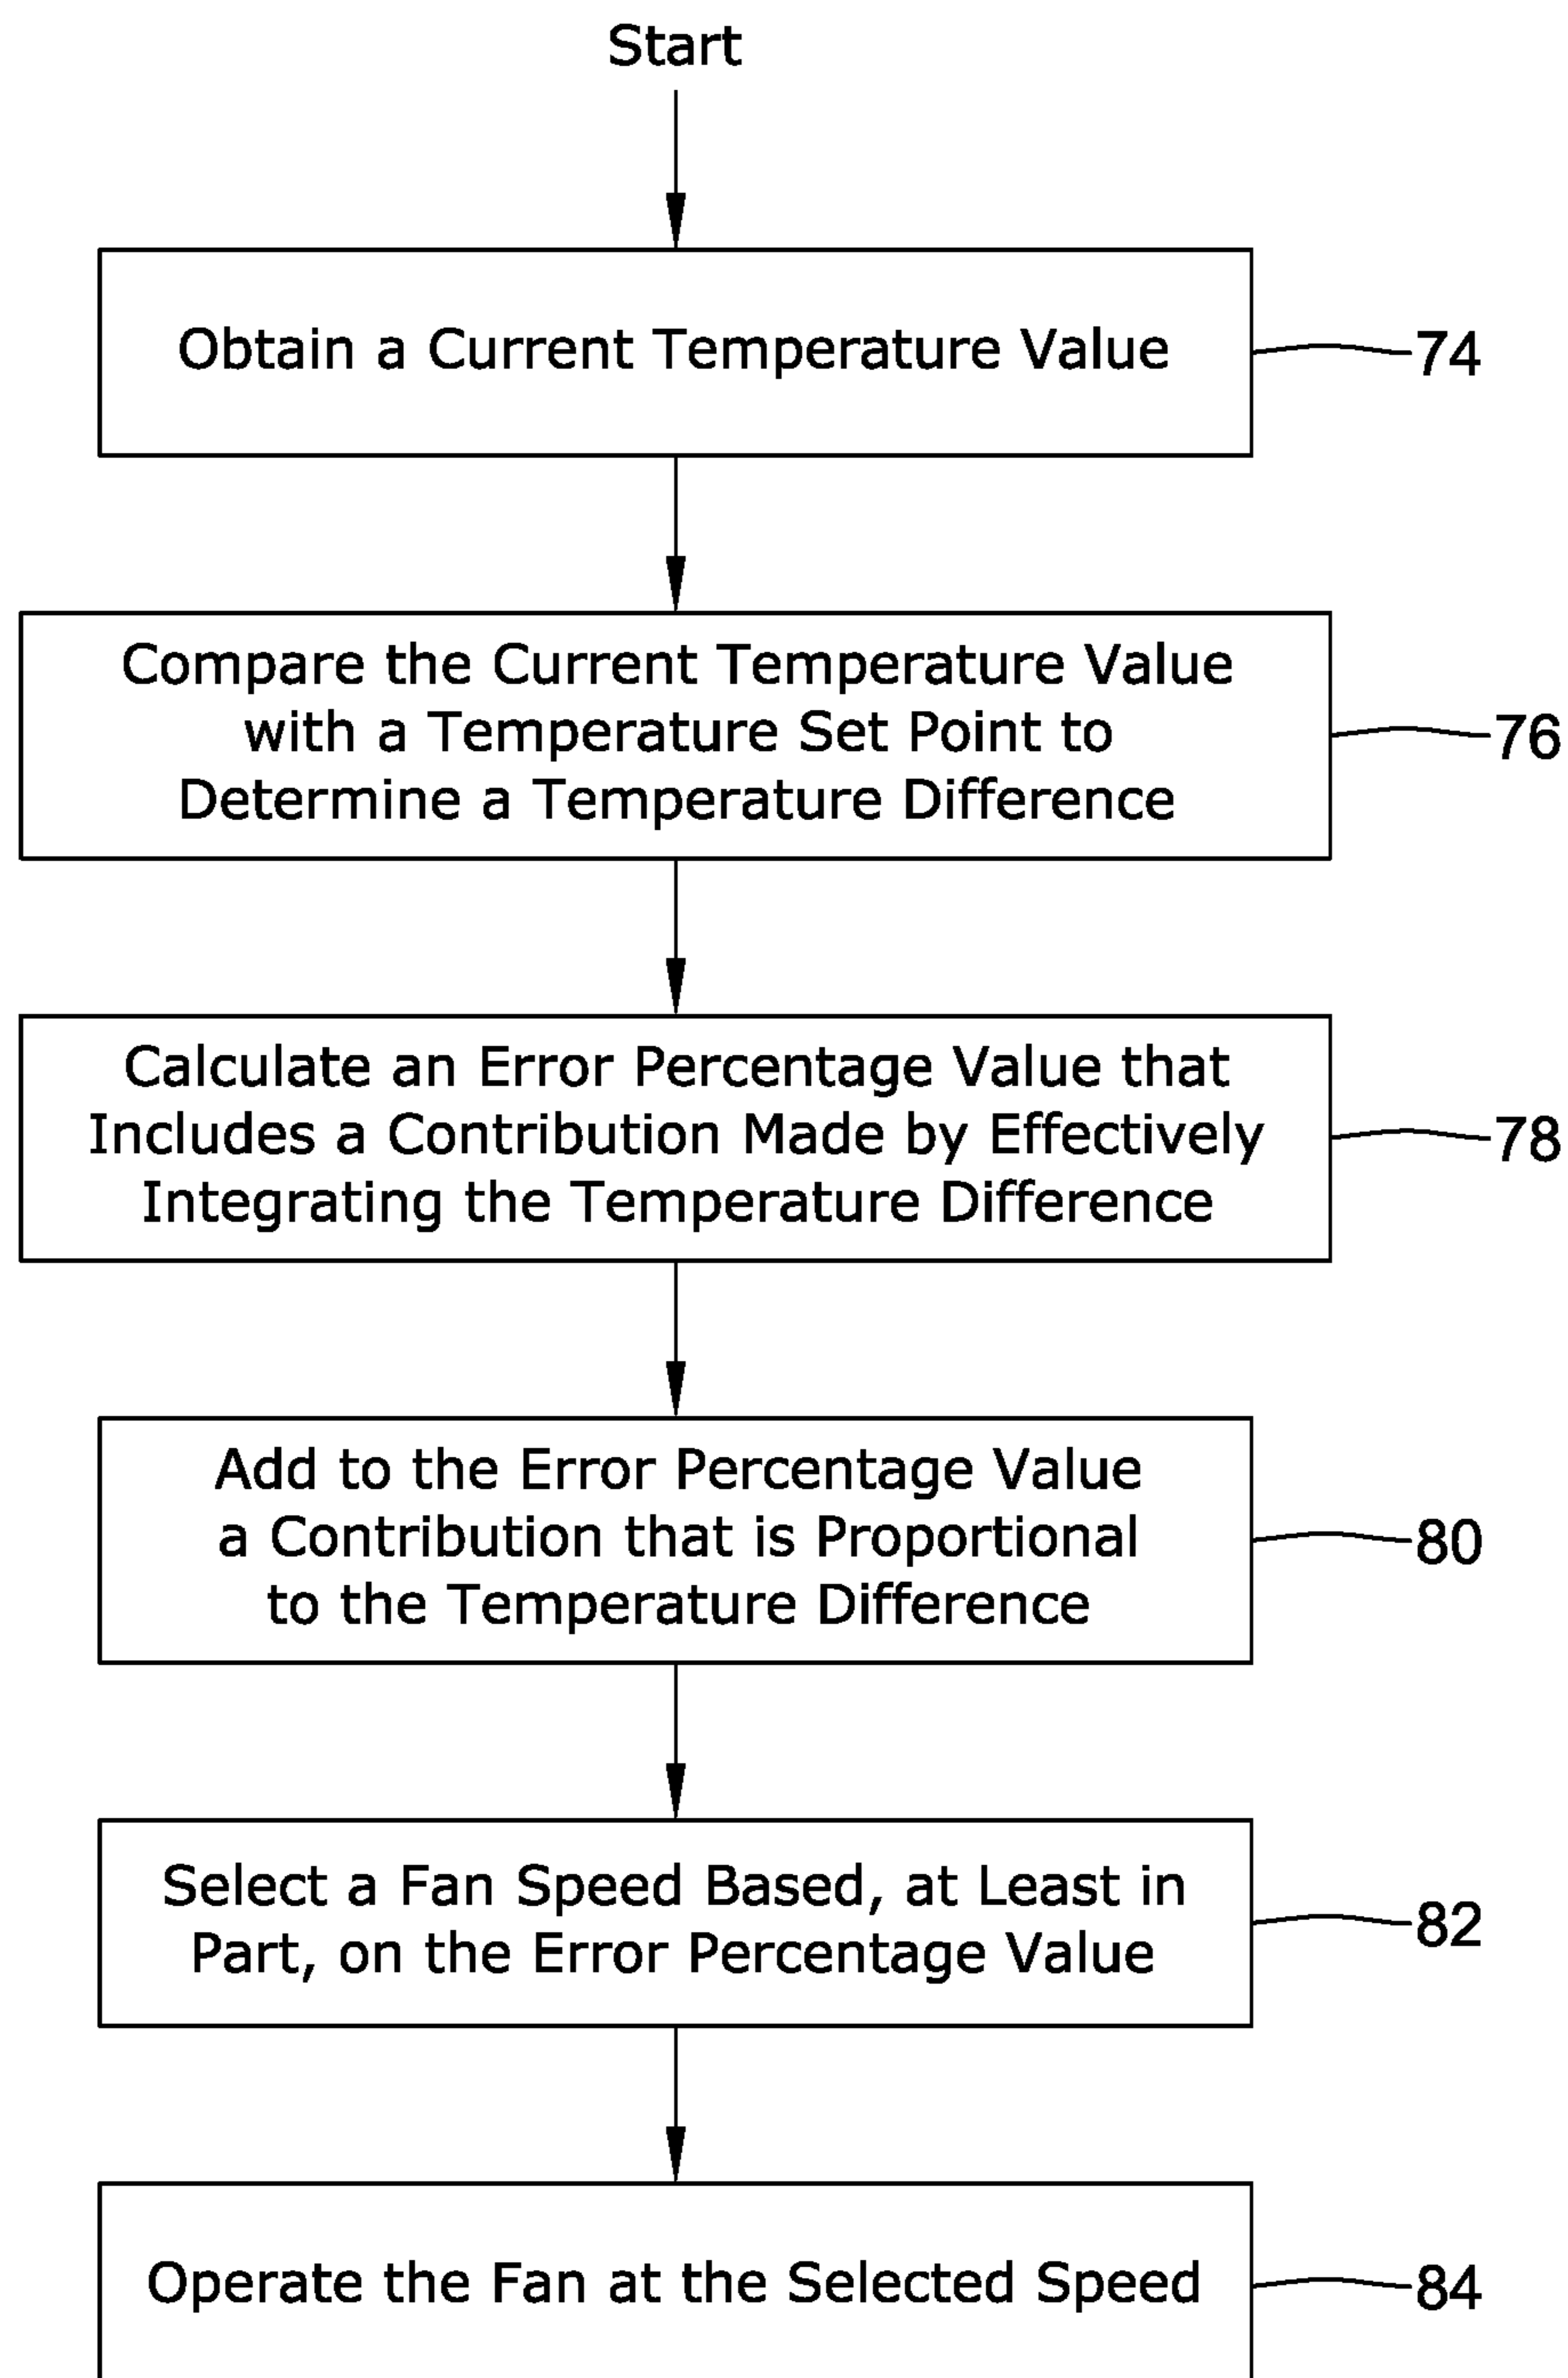 Start
Obtain a Current Temperature Value
74
Compare the Current Temperature Value
with a Temperature Set Point to
Determine a Temperature Difference
76
Calculate an Error Percentage Value that
Includes a Contribution Made by Effectively
Integrating the Temperature Difference
78
Add to the Error Percentage Value
a Contribution that is Proportional
to the Temperature Difference
80
Select a Fan Speed Based, at Least in
Part, on the Error Percentage Value
82
Operate the Fan at the Selected Speed
84